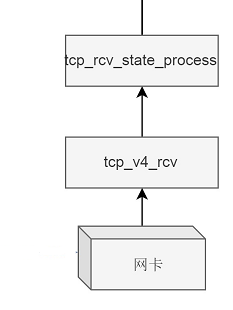 tcp_rcv_state_process
tcp_v4_rcv
网卡